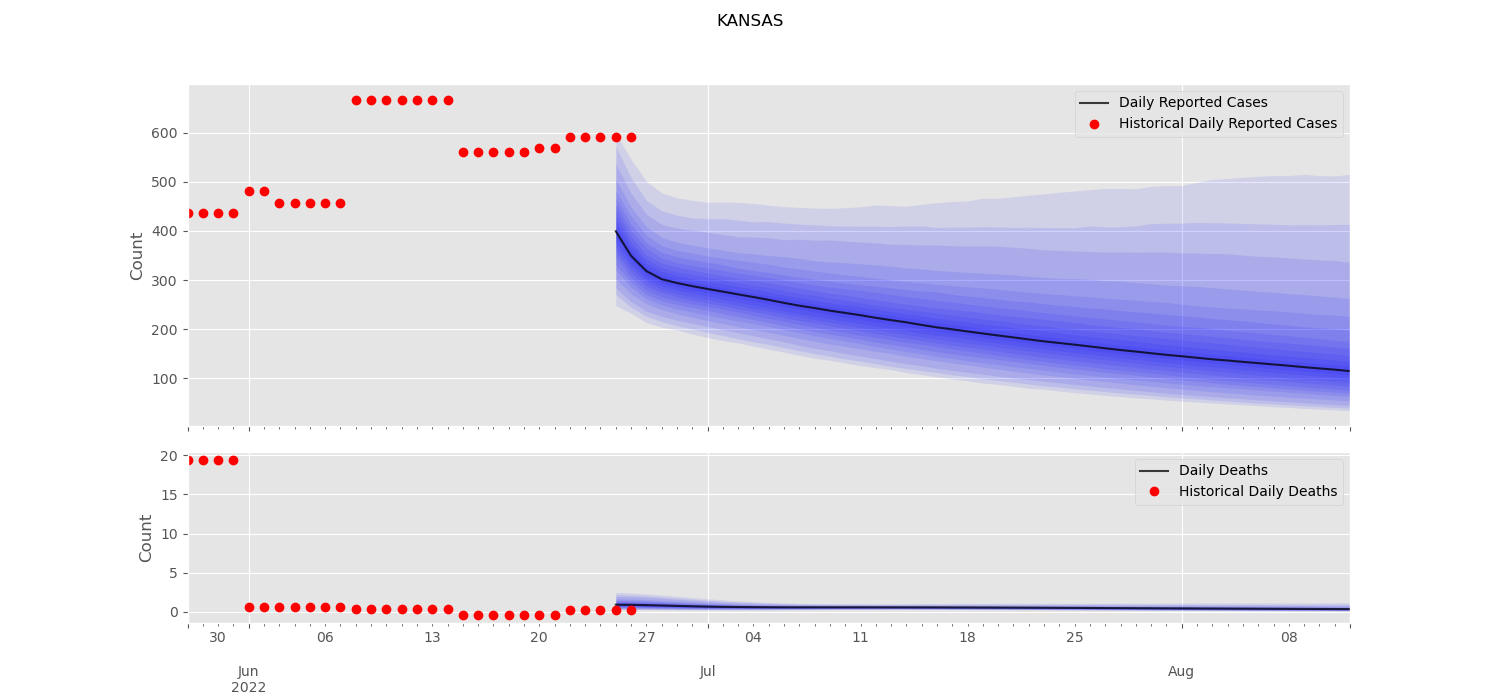 KANSAS
Daily Reported Cases
Historical Daily Reported Cases
Count
600
500
400
300
200
100
Daily Deaths
Historical Daily Deaths
Count
20
15
10
5
0
30 06 13 20 27 04 11 18 25 08
Jun Jul Aug
2022